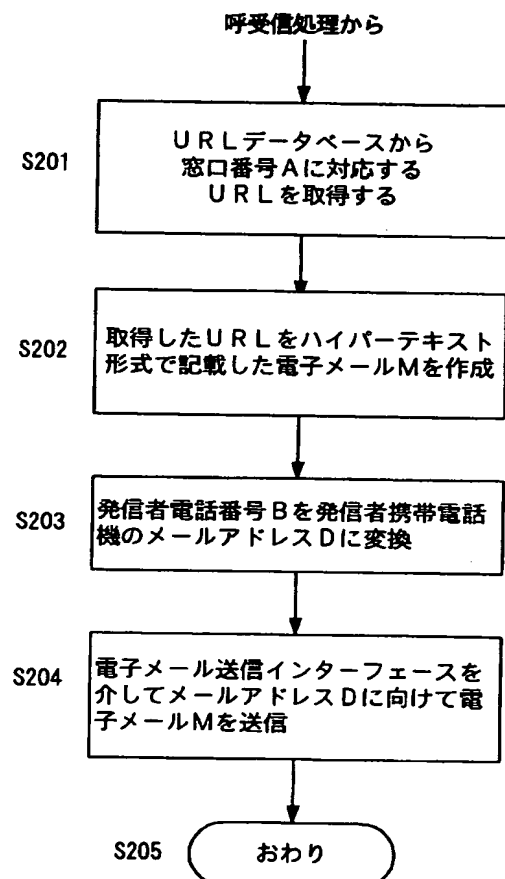 呼受信処理から
S201
URLデータベースから
窓口番号Aに対応する
URLを取得する
S202
取得したURLをハイパーテキスト
形式で記載した電子メールMを作成
S203
発信者電話番号Bを発信者携帯電話
機のメールアドレスDに変換
S204
電子メール送信インターフェースを
介してメールアドレスDに向けて電
子メールMを送信
S205
おわり